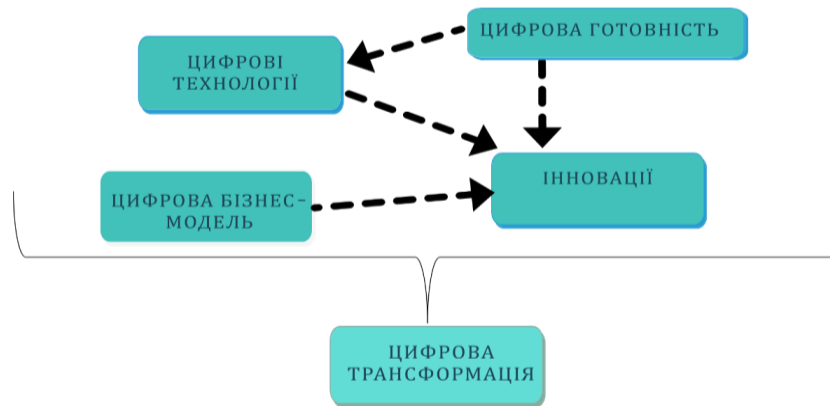 ЦИФРОВА ГОТОВНІСТЬ
ЦИФРОВІ
ТЕХНОЛОГІЇ
ІННОВАЦІЇ
ЦИФРОВА БІЗНЕС-
МОДЕЛЬ
ЦИФРОВА
ТРАНСФОРМАЦІЯ